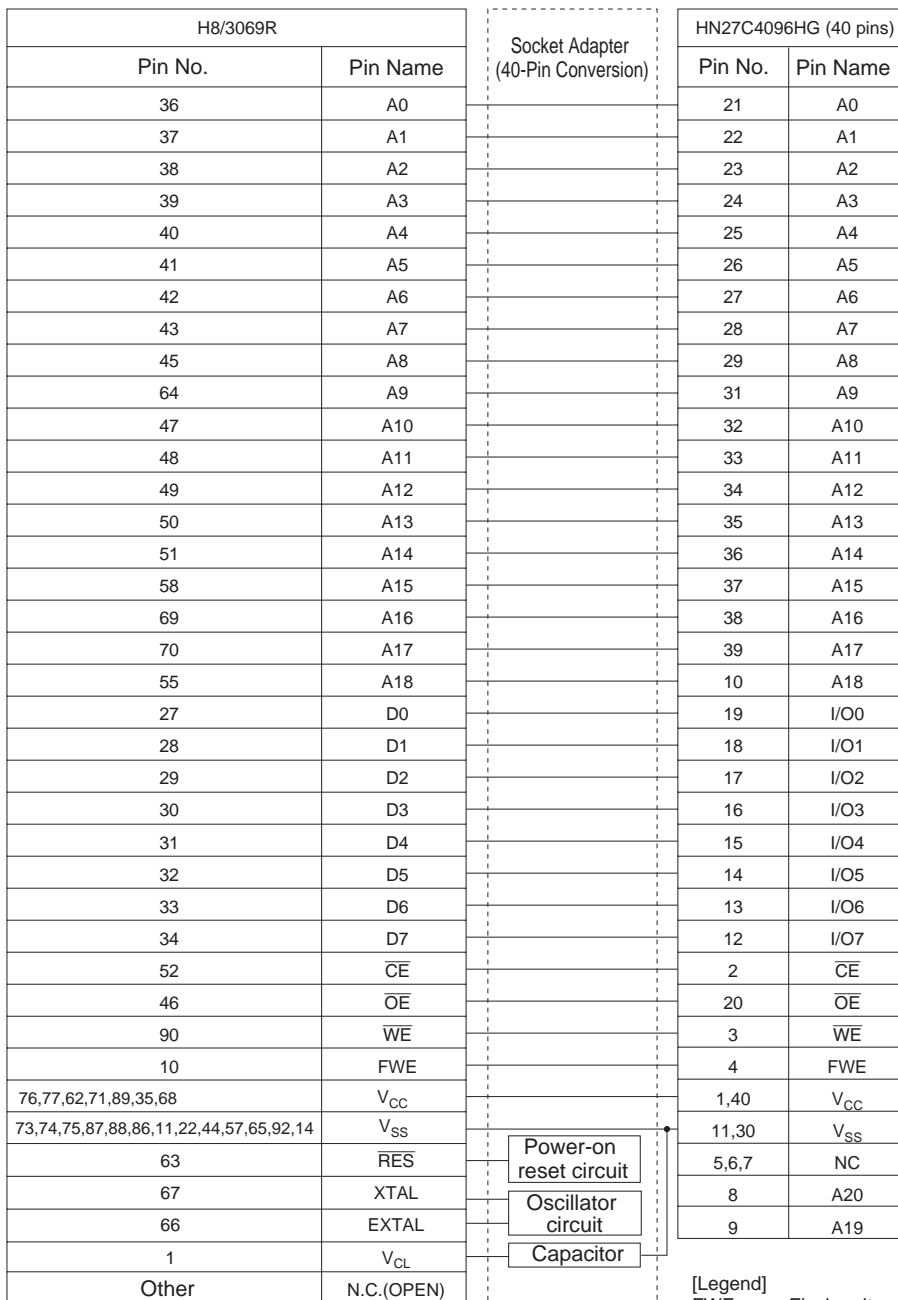 H8/3069R Socket Adapter (40-Pin Conversion) HN27C4096HG (40 pins)
Pin No. Pin Name Pin No. Pin Name
36 A0 21 A0
37 A1 22 A1
38 A2 23 A2
39 A3 24 A3
40 A4 25 A4
41 A5 26 A5
42 A6 27 A6
43 A7 28 A7
45 A8 29 A8
64 A9 31 A9
47 A10 32 A10
48 A11 33 A11
49 A12 34 A12
50 A13 35 A13
51 A14 36 A14
58 A15 37 A15
69 A16 38 A16
70 A17 39 A17
55 A18 10 A18
27 D0 19 I/O0
28 D1 18 I/O1
29 D2 17 I/O2
30 D3 16 I/O3
31 D4 15 I/O4
32 D5 14 I/O5
33 D6 13 I/O6
34 D7 12 I/O7
52 C̅E̅ 2 C̅E̅
46 O̅E̅ 20 O̅E̅
90 W̅E̅ 3 W̅E̅
10 FWE 4 FWE
76,77,62,71,89,35,68 VCC 1,40 VCC
73,74,75,87,88,86,11,22,44,57,65,92,14 VSS 11,30 VSS
63 R̅E̅S̅ Power-on reset circuit 5,6,7 NC
67 XTAL Oscillator circuit 8 A20
66 EXTAL 9 A19
1 VCL Capacitor
Other N.C.(OPEN)
[Legend]